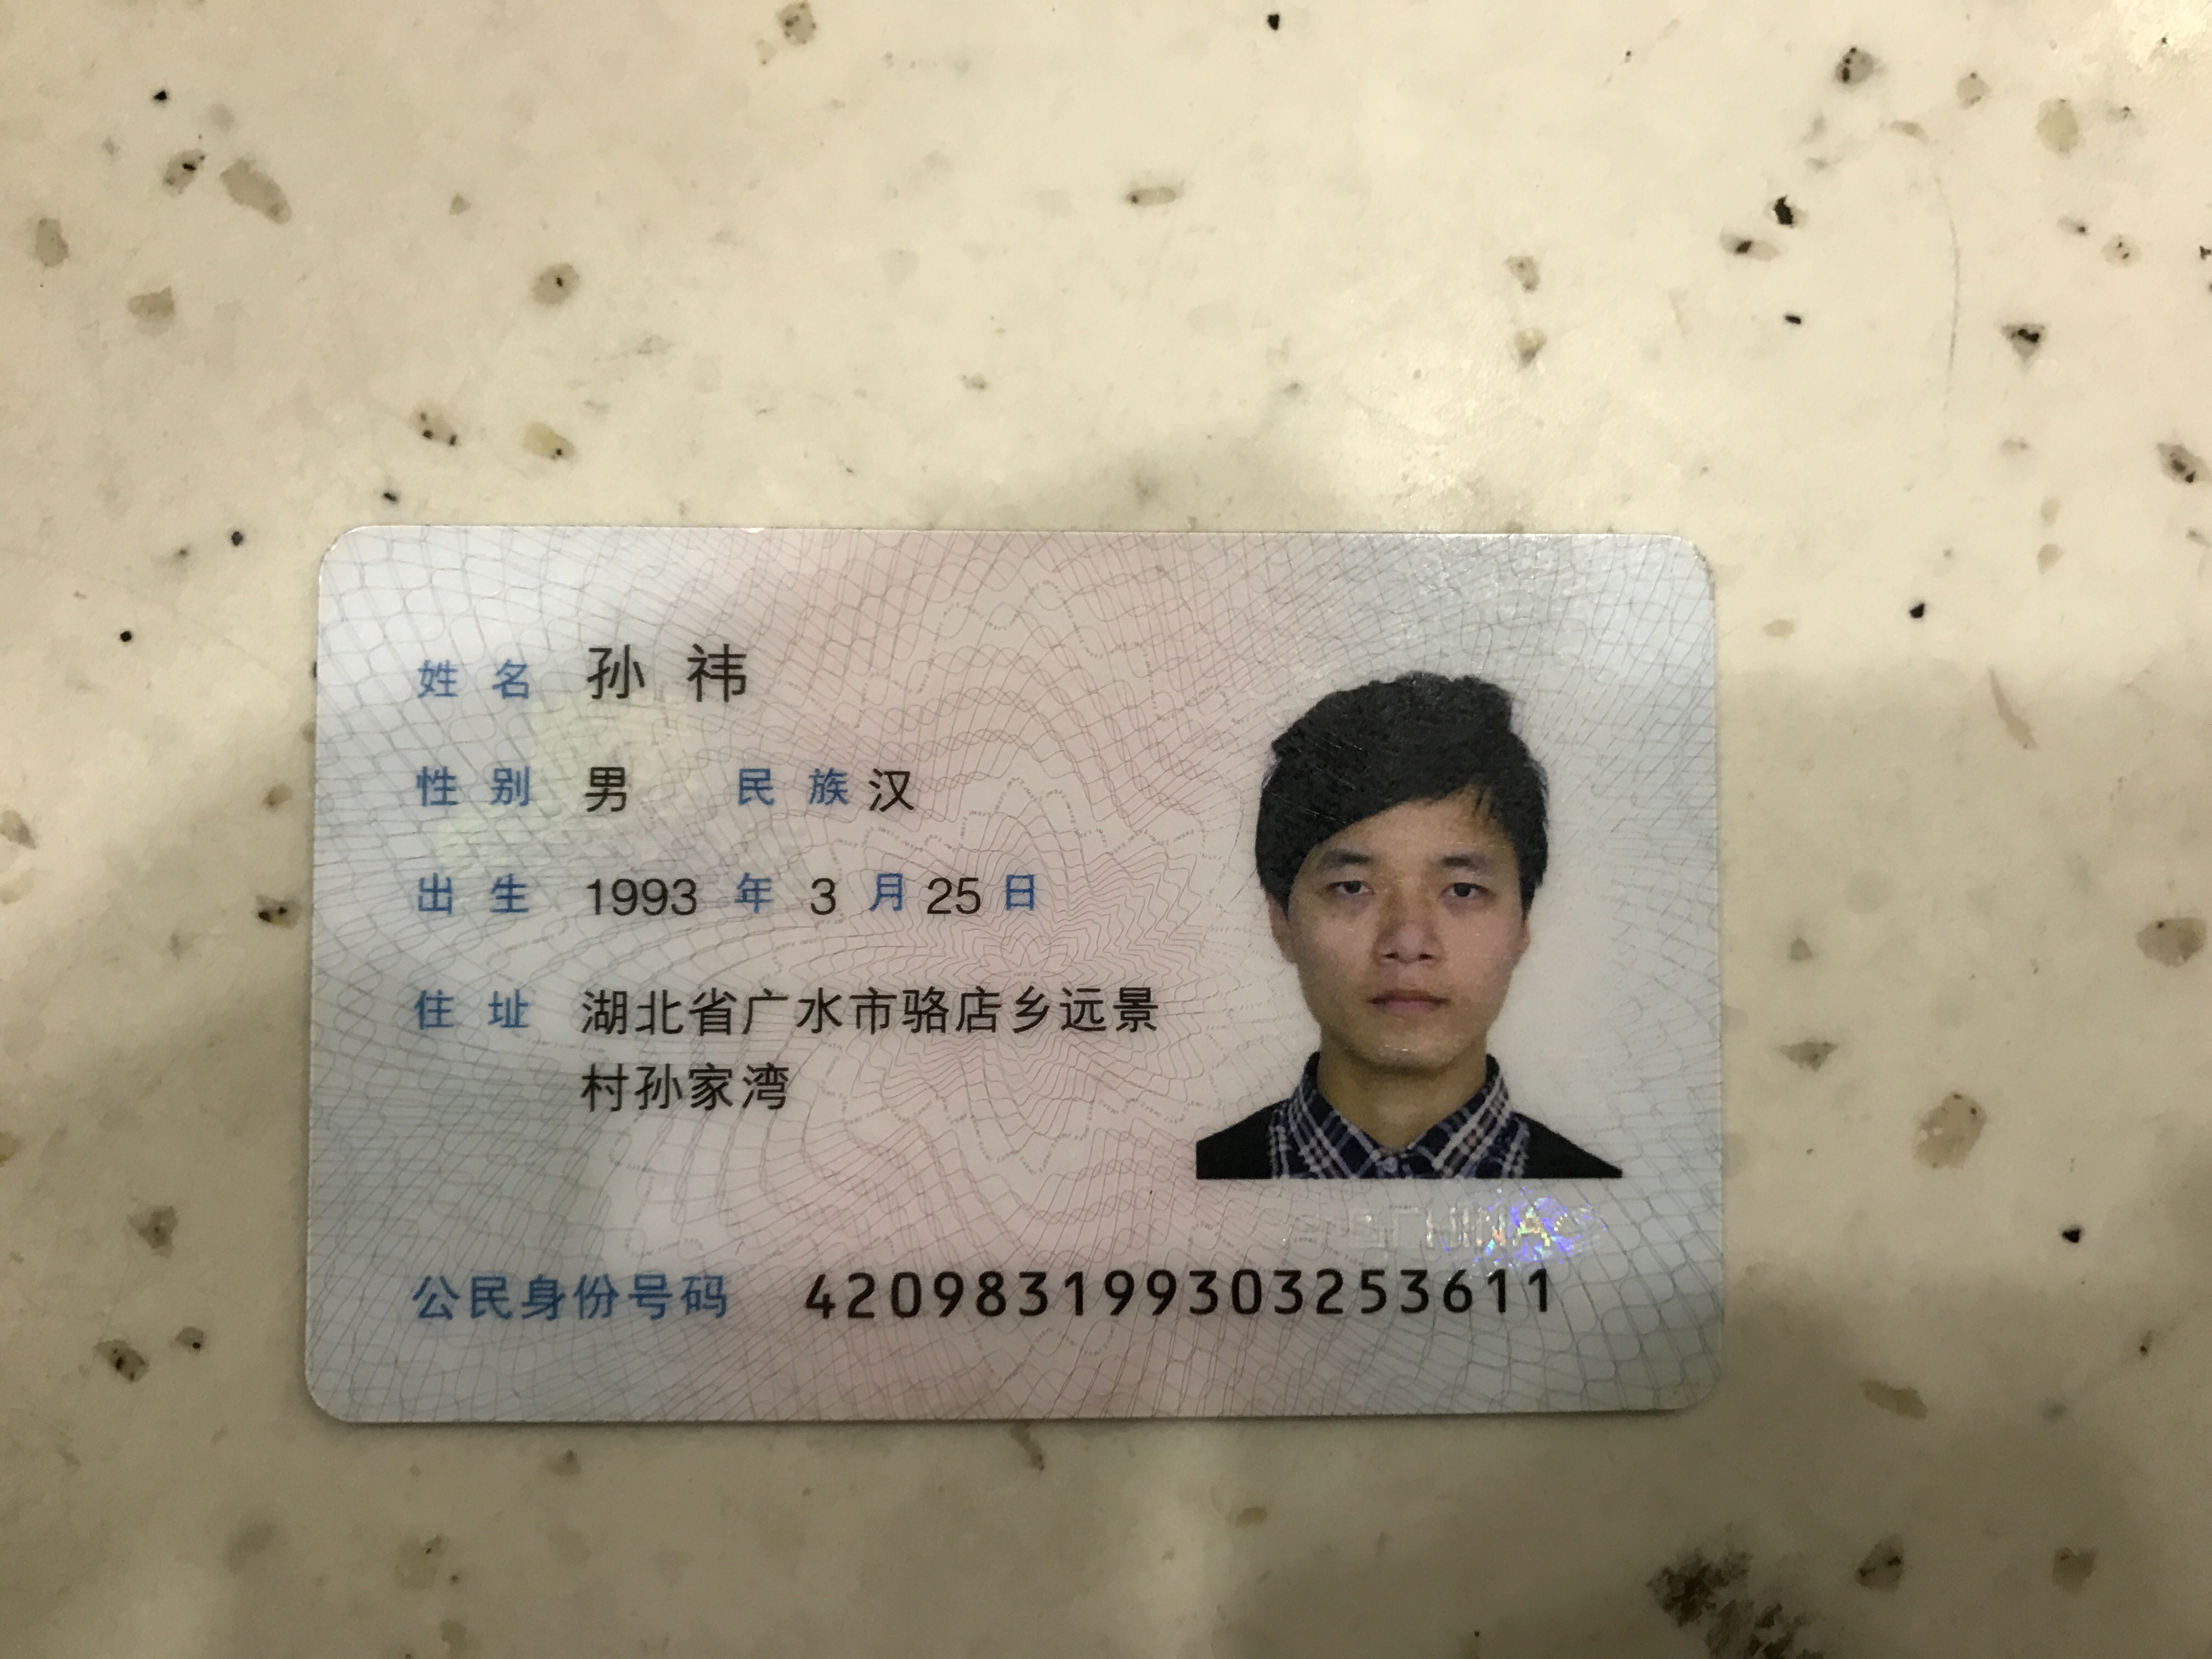 姓名 孙祎
性别 男 民族 汉
出生 1993 年 3 月 25 日
住址 湖北省广水市骆店乡远景
村孙家湾
公民身份号码 420983199303253611